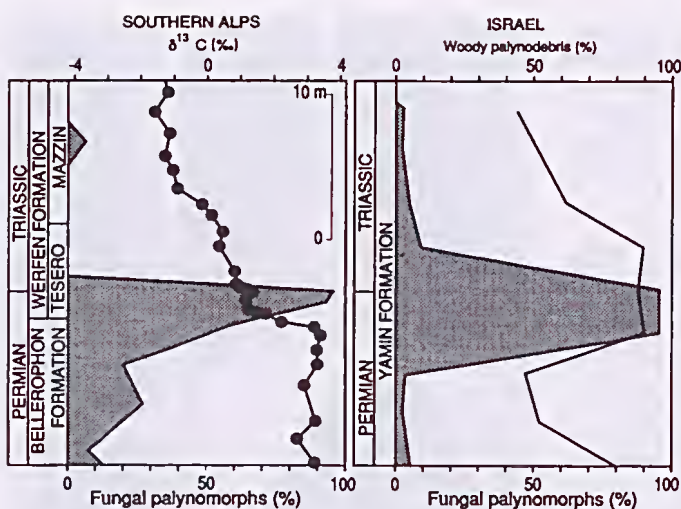 SOUTHERN ALPS
δ¹³ C (‰)
-4 0 4
10 m
0
TRIASSIC
PERMIAN
WERFEN FORMATION
BELLEROPHON FORMATION
MAZZIN
TESERO
0 50 100
Fungal palynomorphs (%)
ISRAEL
Woody palynodebris (%)
0 50 100
TRIASSIC
PERMIAN
YAMIN FORMATION
0 50 100
Fungal palynomorphs (%)